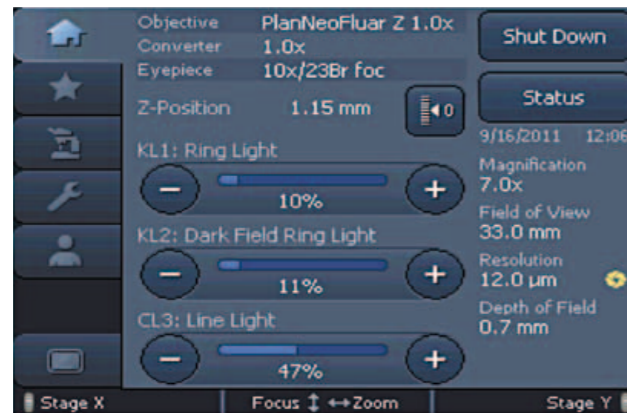 Objective PlanNeoFluar Z 1.0x
Converter 1.0x
Eyepiece 10x/23Br foc
Z-Position 1.15 mm
0
KL1: Ring Light
10%
KL2: Dark Field Ring Light
11%
CL3: Line Light
47%
Shut Down
Status
9/16/2011 12:06
Magnification
7.0x
Field of View
33.0 mm
Resolution
12.0 µm
Depth of Field
0.7 mm
Stage X Focus ↕ ↔ Zoom Stage Y